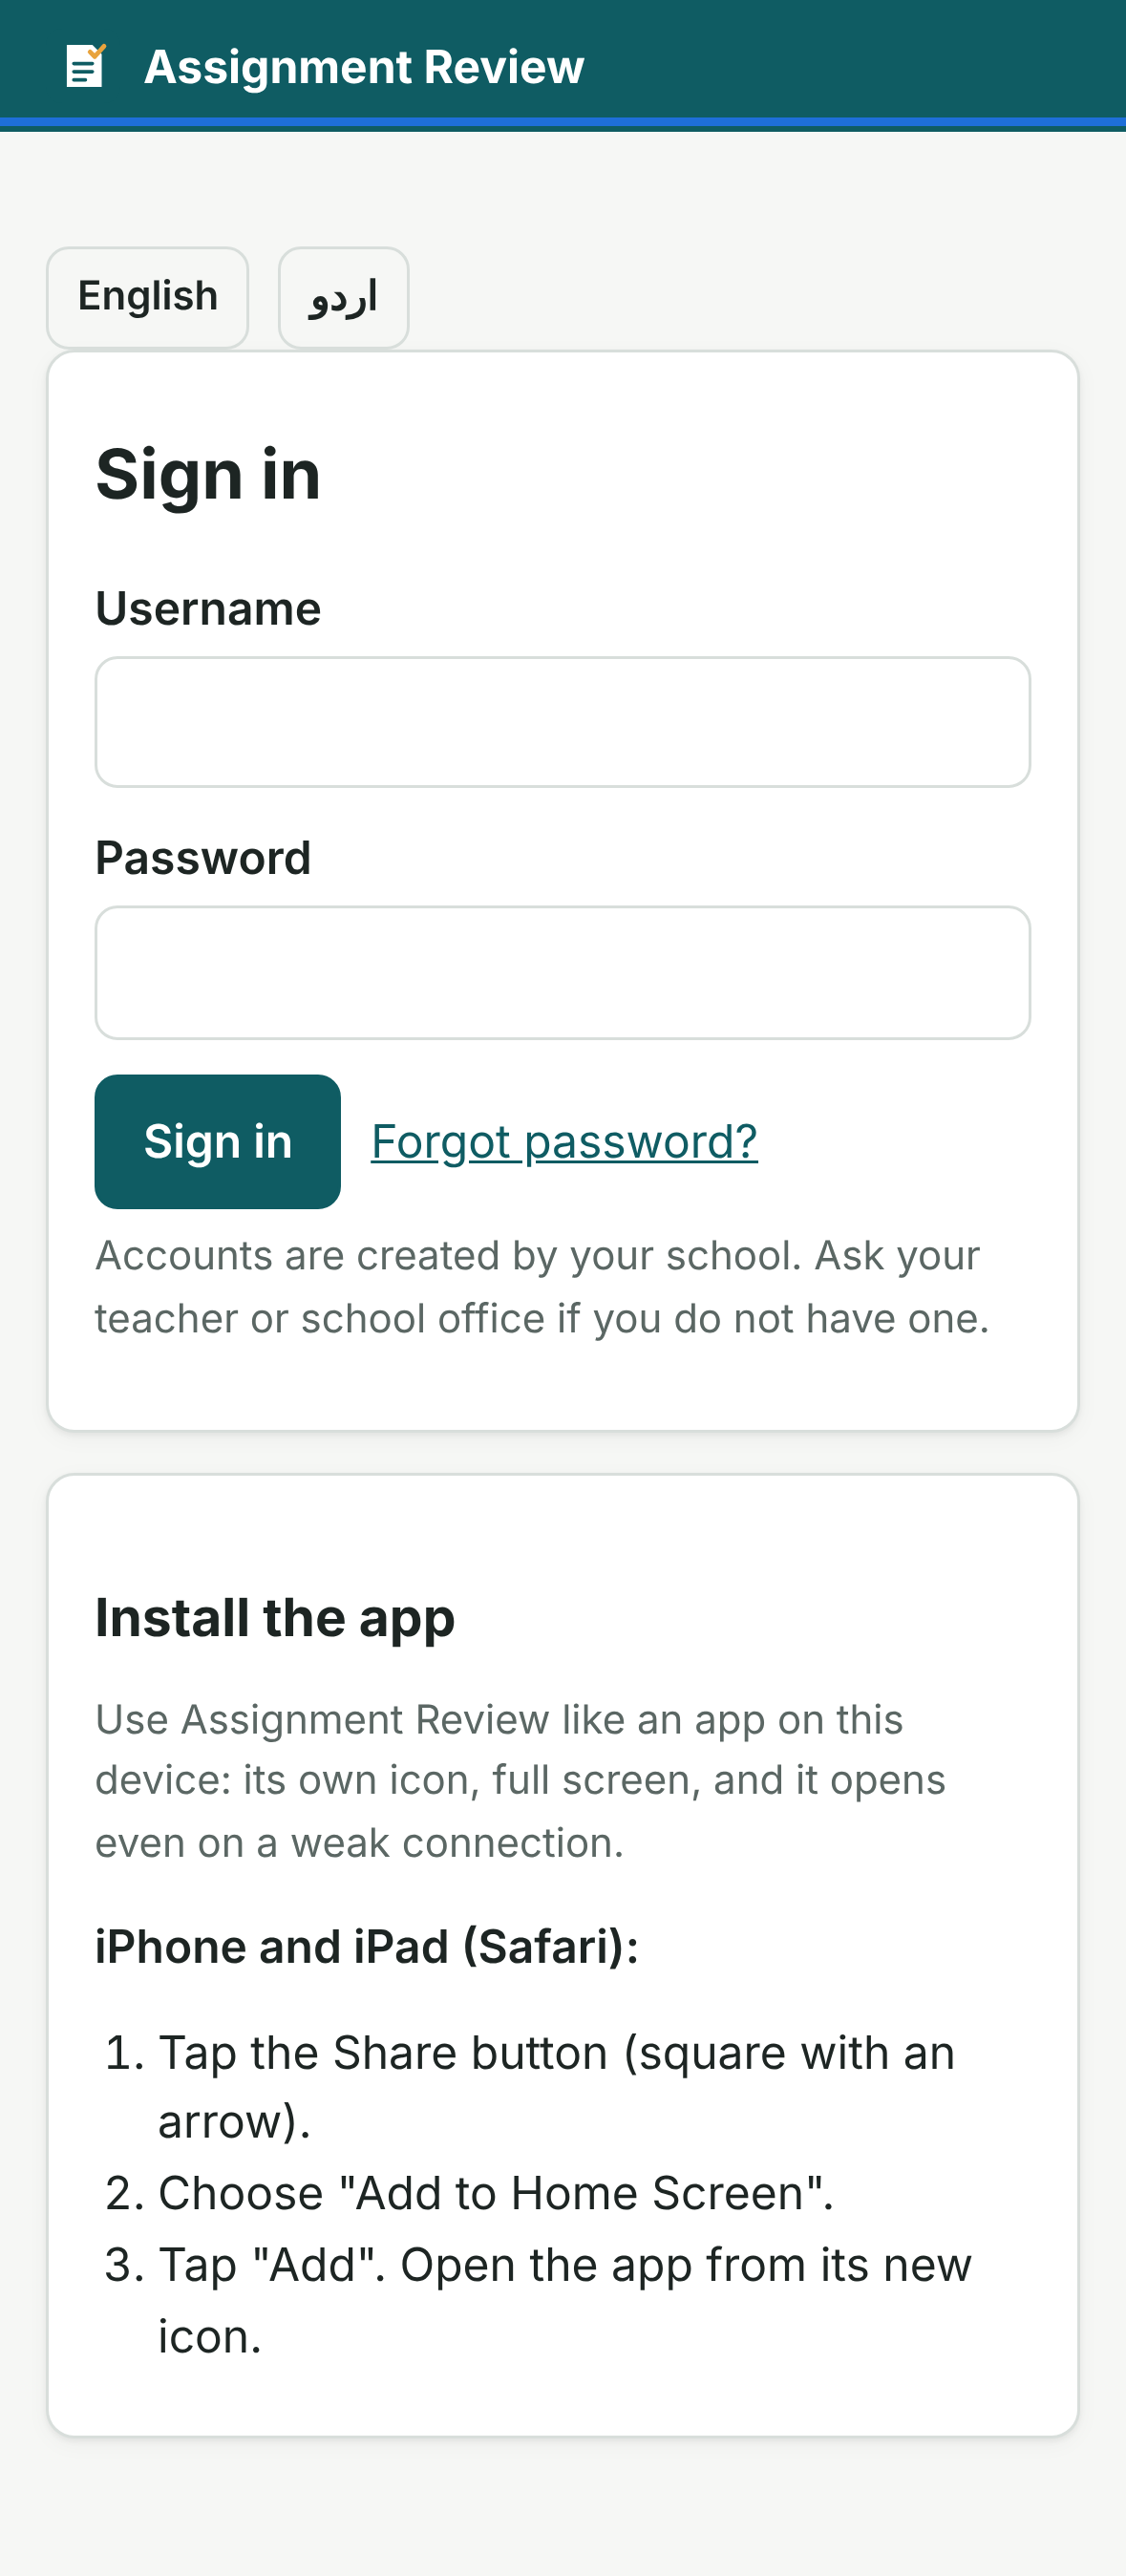 Assignment Review
English
اردو
Sign in
Username
Password
Sign in
Forgot password?
Accounts are created by your school. Ask your
teacher or school office if you do not have one.
Install the app
Use Assignment Review like an app on this
device: its own icon, full screen, and it opens
even on a weak connection.
iPhone and iPad (Safari):
1. Tap the Share button (square with an
arrow).
2. Choose "Add to Home Screen".
3. Tap "Add". Open the app from its new
icon.